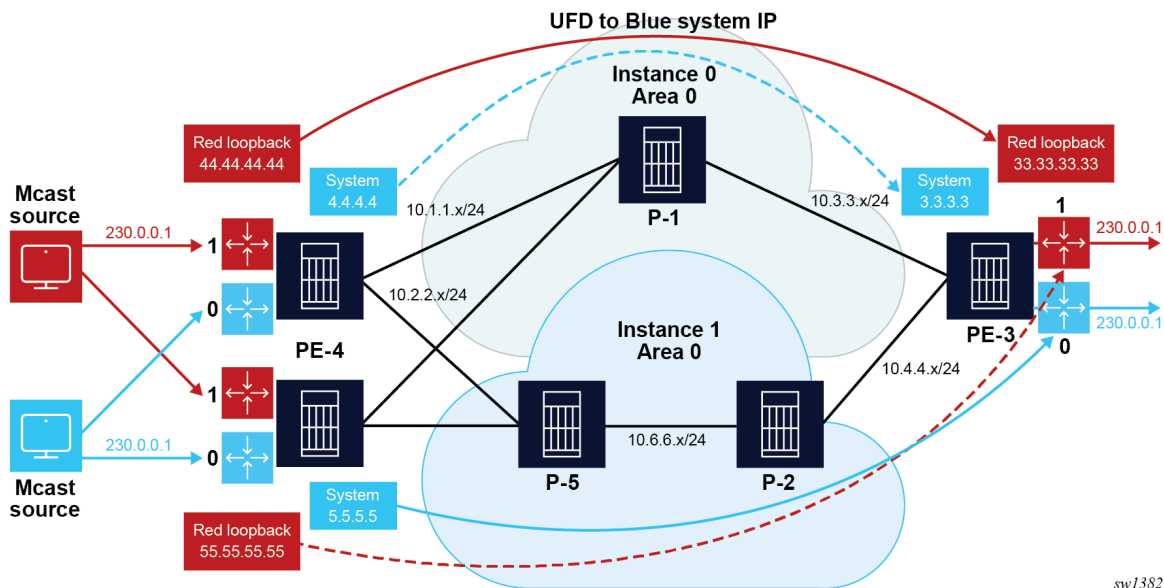 UFD to Blue system IP
Instance 0
Area 0
Red loopback
44.44.44.44
Red loopback
33.33.33.33
System
4.4.4.4
System
3.3.3.3
Mcast
source
230.0.0.1
1
0
10.1.1.x/24
P-1
10.3.3.x/24
1
230.0.0.1
10.2.2.x/24
PE-4
Instance 1
Area 0
PE-3
0
230.0.0.1
10.4.4.x/24
1
0
230.0.0.1
Mcast
source
10.6.6.x/24
P-5
P-2
System
5.5.5.5
Red loopback
55.55.55.55
sw1382